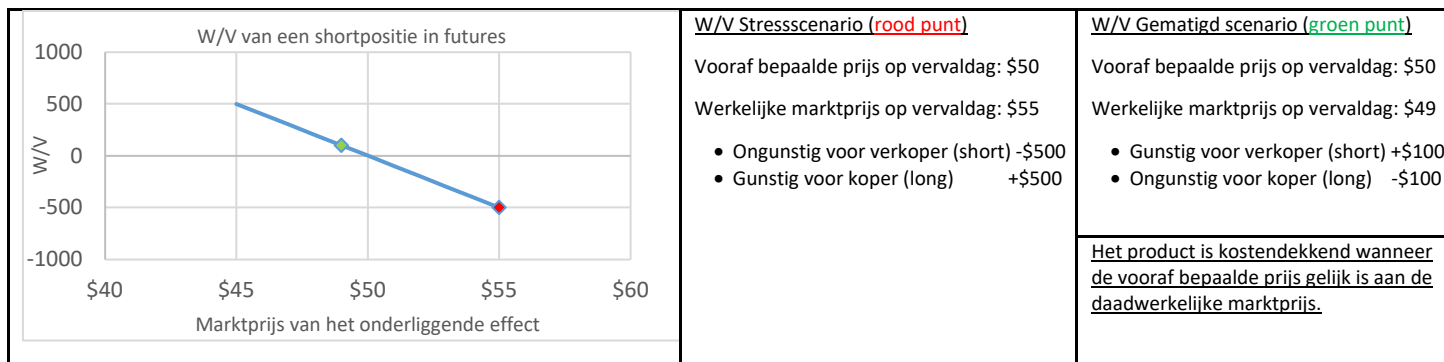 W/V van een shortpositie in futures
1000
500
0
-500
-1000
W/V
$40 $45 $50 $55 $60
Marktprijs van het onderliggende effect
W/V Stressscenario (rood punt)
Vooraf bepaalde prijs op vervaldag: $50
Werkelijke marktprijs op vervaldag: $55
• Ongunstig voor verkoper (short) -$500
• Gunstig voor koper (long) +$500
W/V Gematigd scenario (groen punt)
Vooraf bepaalde prijs op vervaldag: $50
Werkelijke marktprijs op vervaldag: $49
• Gunstig voor verkoper (short) +$100
• Ongunstig voor koper (long) -$100
Het product is kostendekkend wanneer
de vooraf bepaalde prijs gelijk is aan de
daadwerkelijke marktprijs.